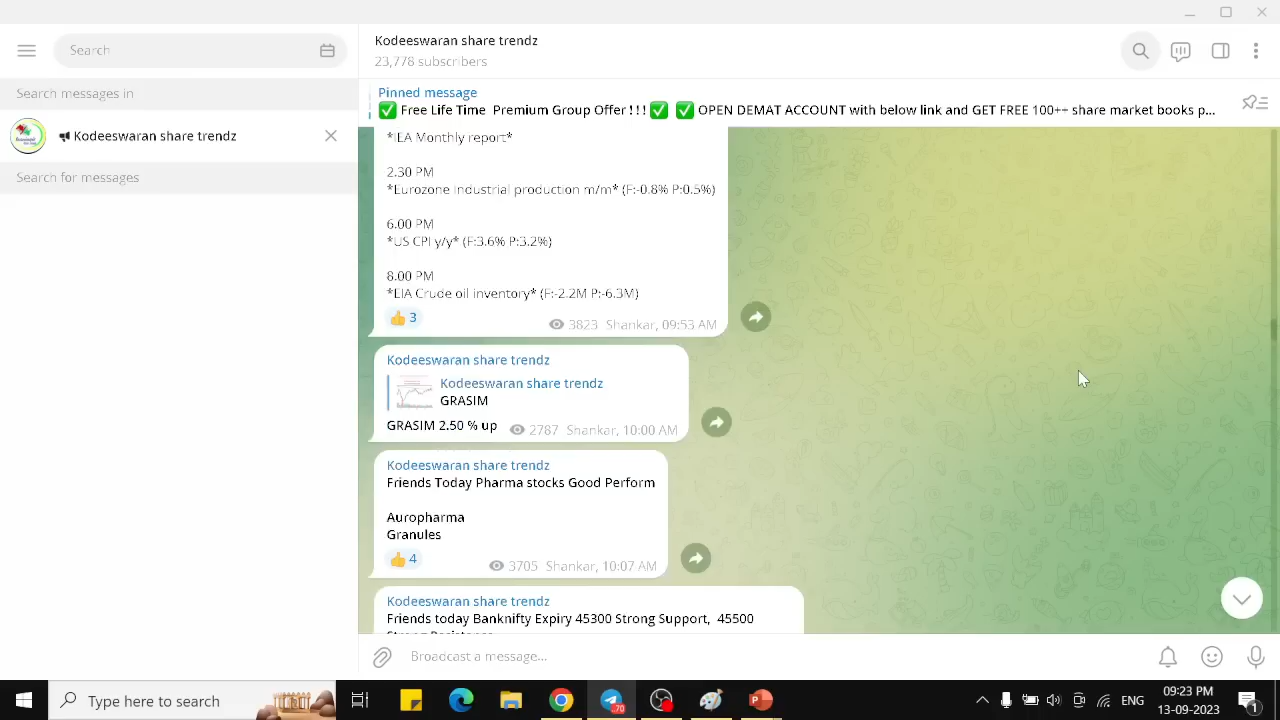 Search
Kodeeswaran share trendz
23,778 subscribers
Search messages in
Kodeeswaran share trendz
Search for messages
Pinned message
✅ Free Life Time Premium Group Offer ! ! ! ✅ ✅ OPEN DEMAT ACCOUNT with below link and GET FREE 100++ share market books p...
*IEA Monthly report*
2.30 PM
*Eurozone Industrial production m/m* (F:-0.8% P:0.5%)
6.00 PM
*US CPI y/y* (F:3.6% P:3.2%)
8.00 PM
*EIA Crude oil inventory* (F:-2.2M P:-6.3M)
👍 3
3823 Shankar, 09:53 AM
Kodeeswaran share trendz
Kodeeswaran share trendz
GRASIM
GRASIM 2.50 % up
2787 Shankar, 10:00 AM
Kodeeswaran share trendz
Friends Today Pharma stocks Good Perform
Auropharma
Granules
👍 4
3705 Shankar, 10:07 AM
Kodeeswaran share trendz
Friends today Banknifty Expiry 45300 Strong Support, 45500
Strong Resistance
Broadcast a message...
Type here to search
70
ENG
09:23 PM
13-09-2023
1